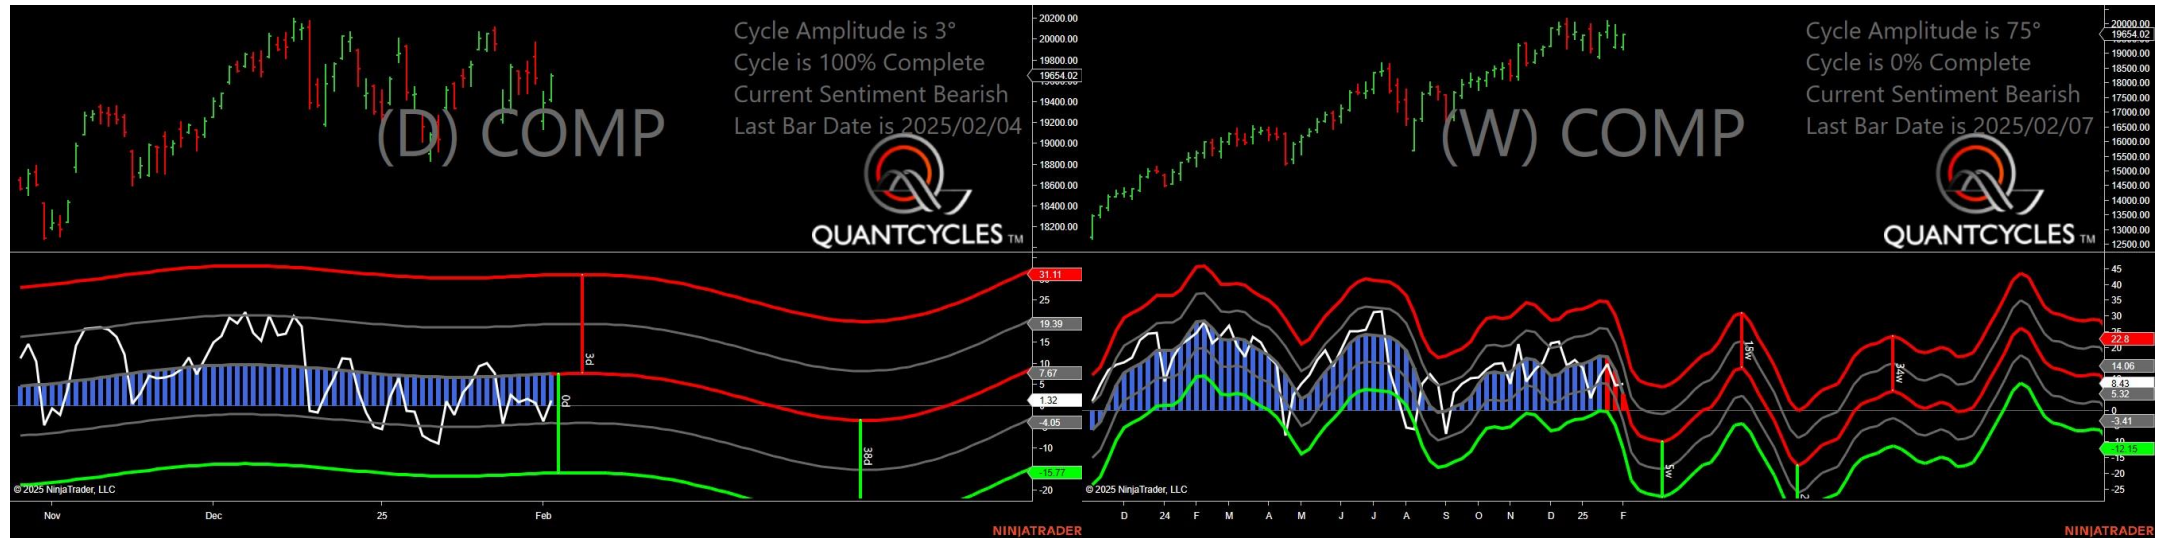 Cycle Amplitude is 3°
Cycle is 100% Complete
Current Sentiment Bearish
Last Bar Date is 2025/02/04
(D) COMP
QUANTCYCLES TM
20200.00
20000.00
19800.00
19654.02
19400.00
19200.00
19000.00
18800.00
18600.00
18400.00
18200.00
31.11
25
19.39
15
10
7.67
5
1.32
-4.05
-10
-15.77
-20
3d
0d
38d
© 2025 NinjaTrader, LLC
Nov Dec 25 Feb
NINJATRADER
Cycle Amplitude is 75°
Cycle is 0% Complete
Current Sentiment Bearish
Last Bar Date is 2025/02/07
(W) COMP
QUANTCYCLES TM
20000.00
19654.02
19000.00
18500.00
18000.00
17500.00
17000.00
16500.00
16000.00
15500.00
15000.00
14500.00
14000.00
13500.00
13000.00
12500.00
45
40
35
30
22.8
20
14.06
8.43
5.32
0
-3.41
-12.15
-15
-20
-25
5w
15w
34w
© 2025 NinjaTrader, LLC
D 24 F M A M J J A S O N D 25 F
NINJATRADER